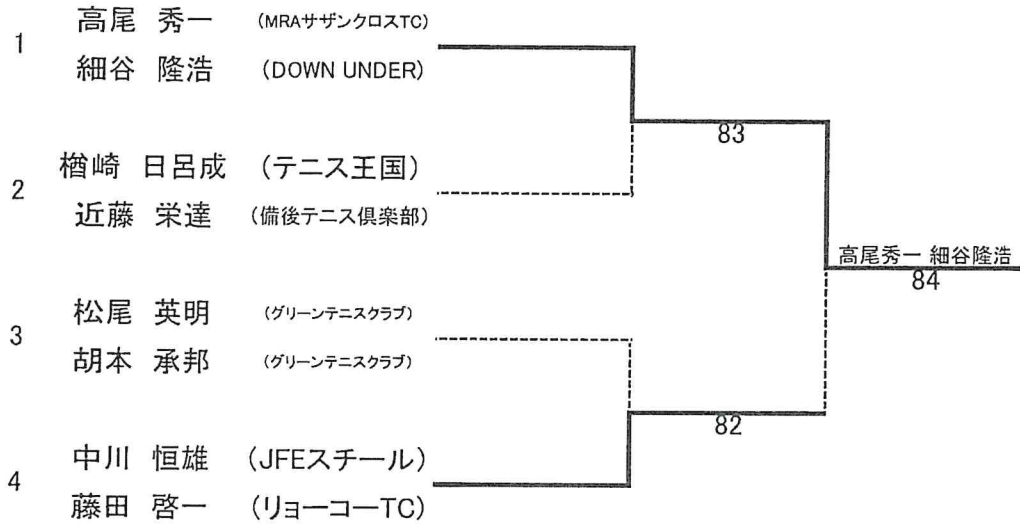 1
高尾 秀一 (MRAサザンクロスTC)
細谷 隆浩 (DOWN UNDER)
83
2
楢崎 日呂成 (テニス王国)
近藤 栄達 (備後テニス倶楽部)
高尾秀一 細谷隆浩
84
3
松尾 英明 (グリーンテニスクラブ)
胡本 承邦 (グリーンテニスクラブ)
82
4
中川 恒雄 (JFEスチール)
藤田 啓一 (リョーコーTC)